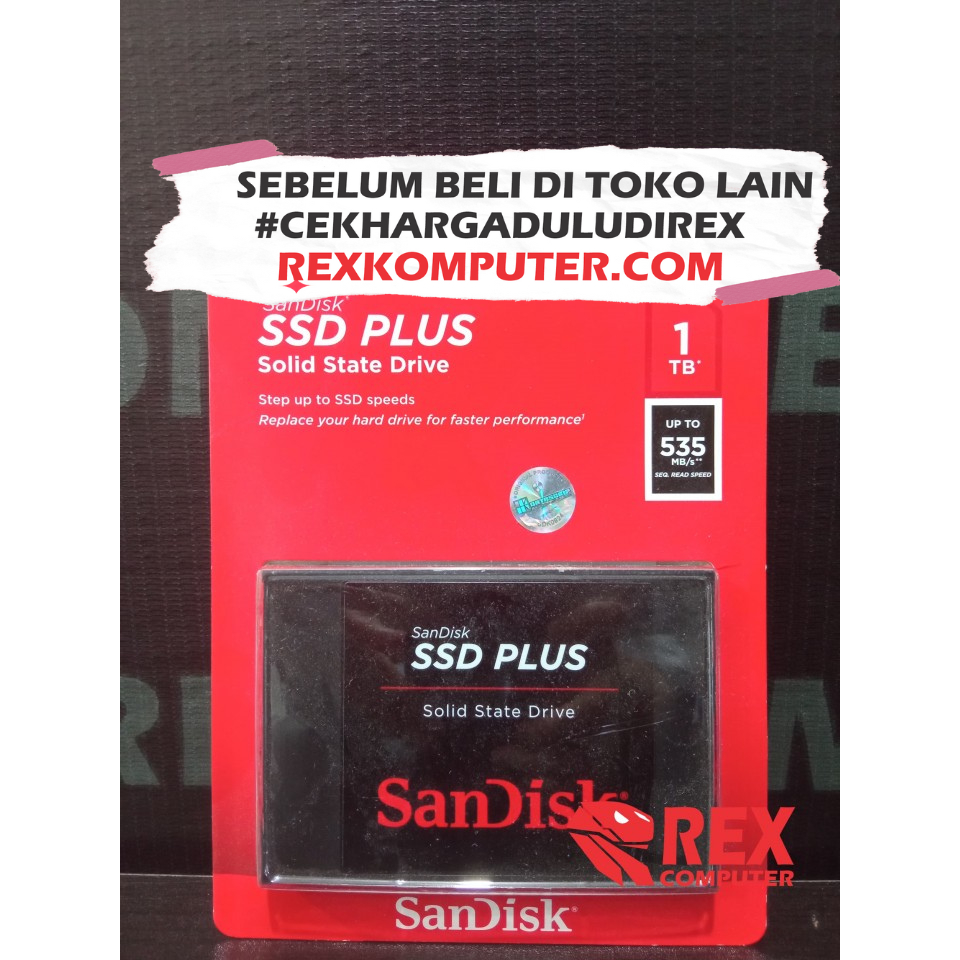 SEBELUM BELI DI TOKO LAIN
#CEKHARGADULUDIREX
REXKOMPUTER.COM
SanDisk®
SSD PLUS
Solid State Drive
Step up to SSD speeds
Replace your hard drive for faster performance¹
1
TB*
UP TO
535
MB/s**
SEQ. READ SPEED
SanDisk
SSD PLUS
Solid State Drive
SanDisk®
REX
COMPUTER
SanDisk®